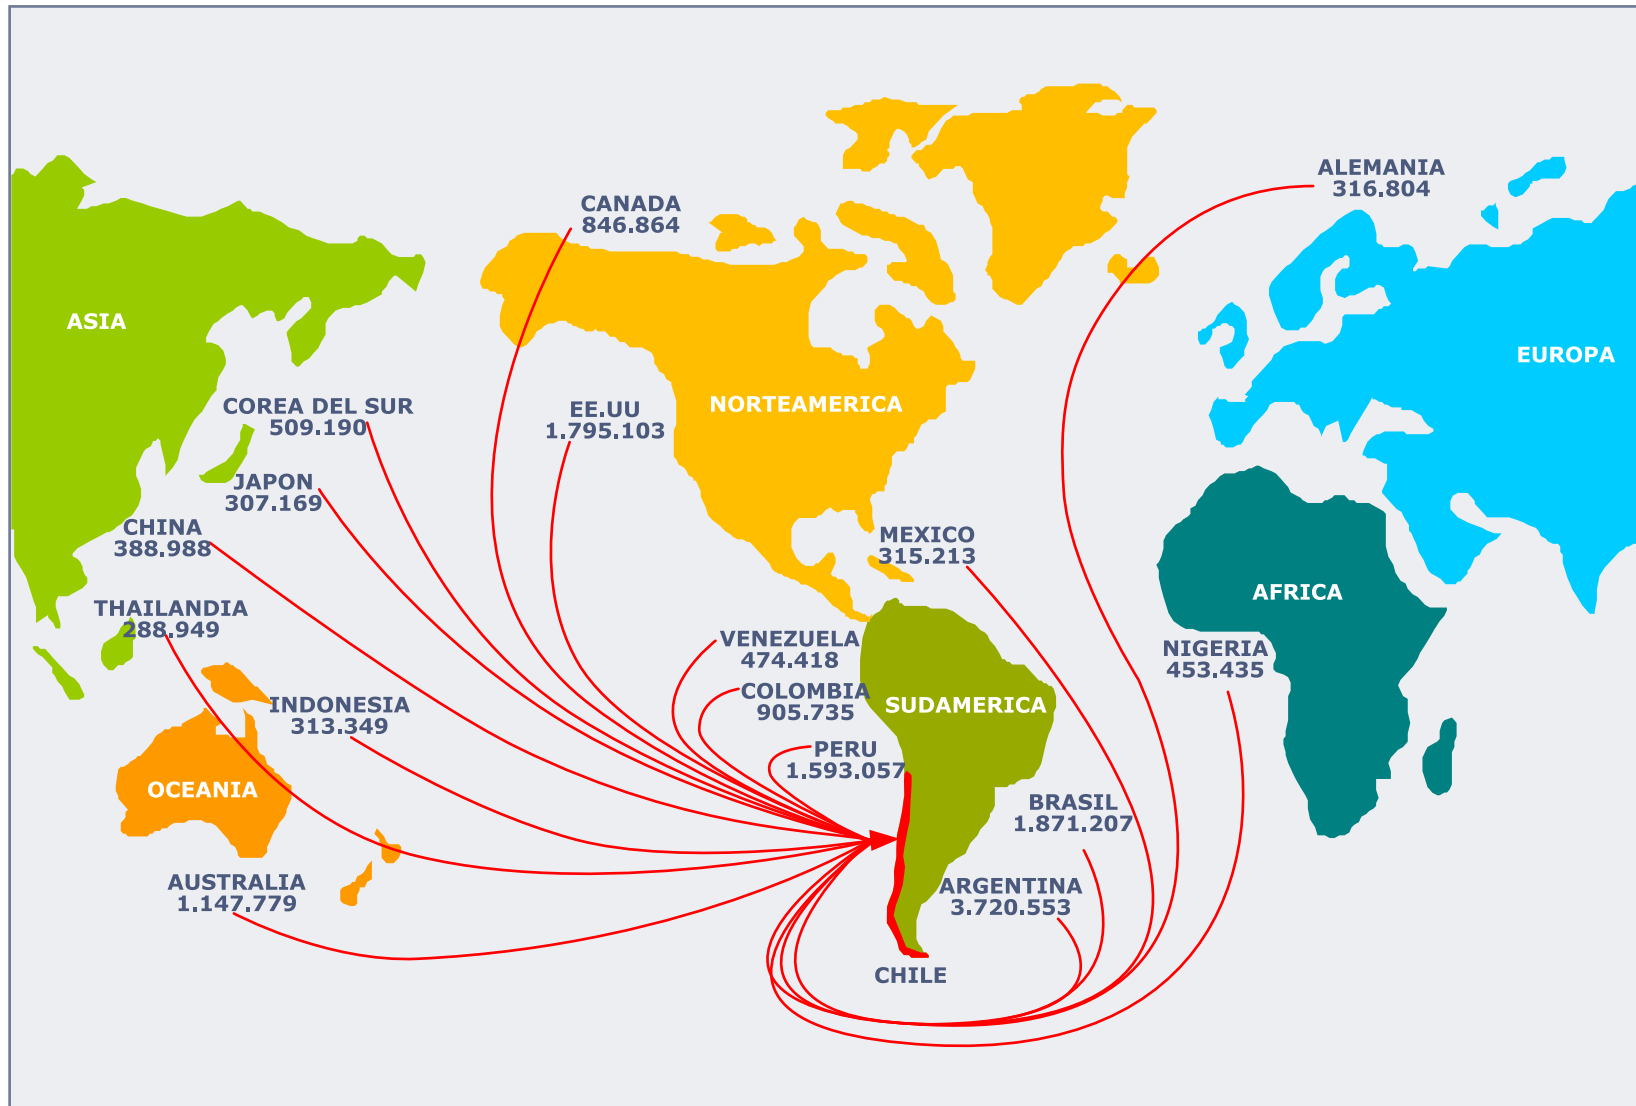 ALEMANIA
316.804
CANADA
846.864
ASIA
EUROPA
NORTEAMERICA
COREA DEL SUR
509.190
EE.UU
1.795.103
JAPON
307.169
CHINA
388.988
MEXICO
315.213
AFRICA
THAILANDIA
288.949
VENEZUELA
474.418
NIGERIA
453.435
COLOMBIA
905.735
SUDAMERICA
INDONESIA
313.349
PERU
1.593.057
OCEANIA
BRASIL
1.871.207
AUSTRALIA
1.147.779
ARGENTINA
3.720.553
CHILE